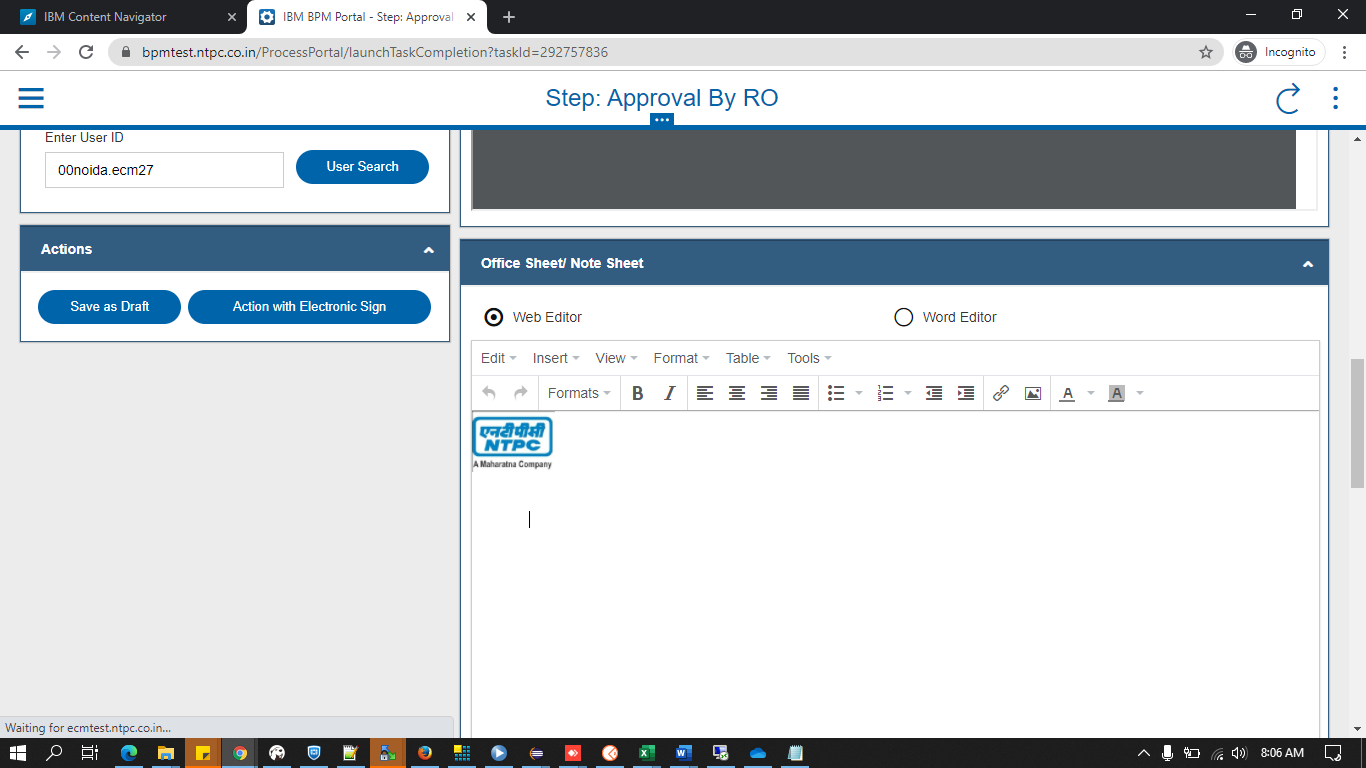 IBM Content Navigator
IBM BPM Portal - Step: Approval
bpmtest.ntpc.co.in/ProcessPortal/launchTaskCompletion?taskId=292757836
Incognito
Step: Approval By RO
Enter User ID
00noida.ecm27
User Search
Actions
Save as Draft
Action with Electronic Sign
Office Sheet/ Note Sheet
Web Editor
Word Editor
Edit Insert View Format Table Tools
Formats B I A A
एनटीपीसी
NTPC
A Maharatna Company
Waiting for ecmtest.ntpc.co.in...
8:06 AM